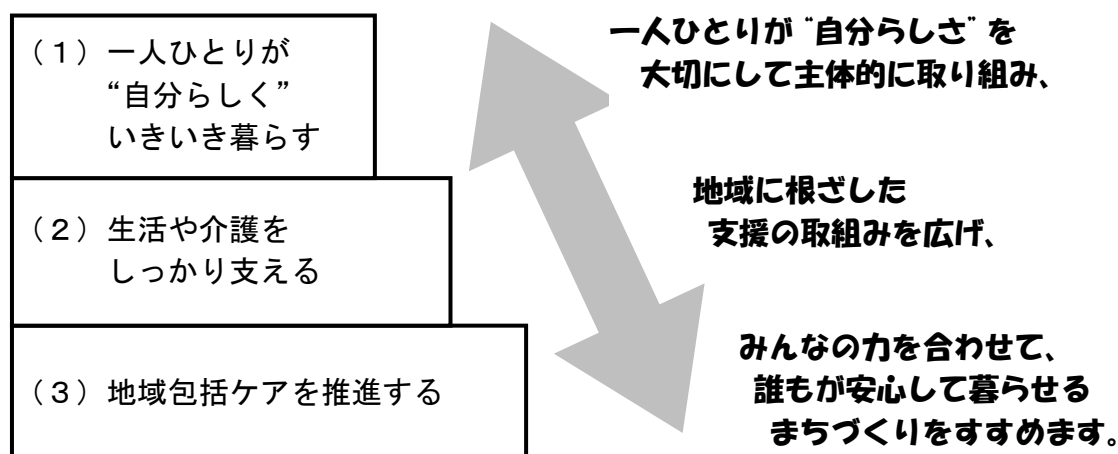 （１）一人ひとりが
“自分らしく”
いきいき暮らす
（２）生活や介護を
しっかり支える
（３）地域包括ケアを推進する
一人ひとりが“自分らしさ”を
大切にして主体的に取り組み、
地域に根ざした
支援の取組みを広げ、
みんなの力を合わせて、
誰もが安心して暮らせる
まちづくりをすすめます。